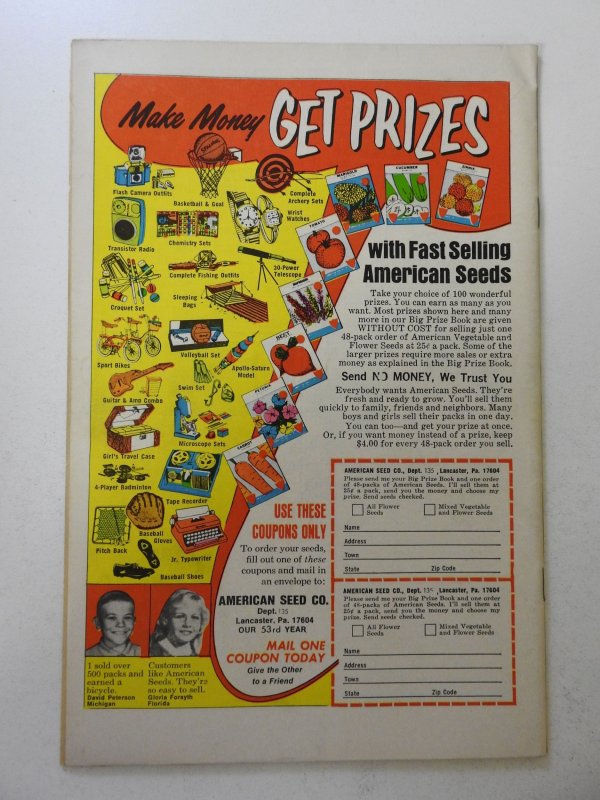 Make Money GET PRIZES
SPALDING
Flash Camera Outfits
Basketball & Goal
Complete
Archery Sets
Wrist
Watches
Transistor Radio
Chemistry Sets
Complete Fishing Outfits
30-Power
Telescope
Croquet Set
Sleeping
Bags
Volleyball Set
Sport Bikes
Apollo-Saturn
Model
Swim Set
Guitar & Amp Combo
Microscope Sets
Girl's Travel Case
4-Player Badminton
Tape Recorder
Baseball
Gloves
Pitch Back
Jr. Typewriter
Baseball Shoes
MARIGOLD
CUCUMBER
ZINNIA
TOMATO
BEET
CARROT
with Fast Selling
American Seeds
Take your choice of 100 wonderful
prizes. You can earn as many as you
want. Most prizes shown here and many
more in our Big Prize Book are given
WITHOUT COST for selling just one
48-pack order of American Vegetable and
Flower Seeds at 25¢ a pack. Some of the
larger prizes require more sales or extra
money as explained in the Big Prize Book.
Send NO MONEY, We Trust You
Everybody wants American Seeds. They're
fresh and ready to grow. You'll sell them
quickly to family, friends and neighbors. Many
boys and girls sell their packs in one day.
You can too—and get your prize at once.
Or, if you want money instead of a prize, keep
$4.00 for every 48-pack order you sell.
USE THESE
COUPONS ONLY
To order your seeds,
fill out one of these
coupons and mail in
an envelope to:
AMERICAN SEED CO.
Dept. 135
Lancaster, Pa. 17604
OUR 53rd YEAR
MAIL ONE
COUPON TODAY
Give the Other
to a Friend
AMERICAN SEED CO., Dept. 135, Lancaster, Pa. 17604
Please send me your Big Prize Book and one order
of 48-packs of American Seeds. I'll sell them at
25¢ a pack, send you the money and choose my
prize. Send seeds checked.
All Flower
Seeds
Mixed Vegetable
and Flower Seeds
Name
Address
Town
State Zip Code
AMERICAN SEED CO., Dept. 135, Lancaster, Pa. 17604
Please send me your Big Prize Book and one order
of 48-packs of American Seeds. I'll sell them at
25¢ a pack, send you the money and choose my
prize. Send seeds checked.
All Flower
Seeds
Mixed Vegetable
and Flower Seeds
Name
Address
Town
State Zip Code
I sold over
500 packs and
earned a
bicycle.
David Peterson
Michigan
Customers
like American
Seeds. They're
so easy to sell.
Gloria Forsyth
Florida